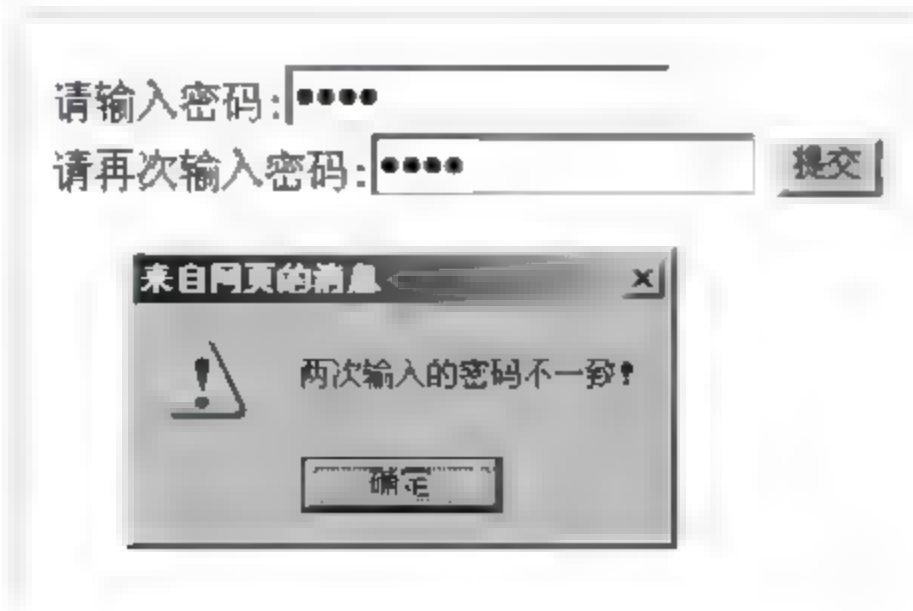 请输入密码:••••
请再次输入密码:•••• 提交
来自网页的消息
两次输入的密码不一致!
确定